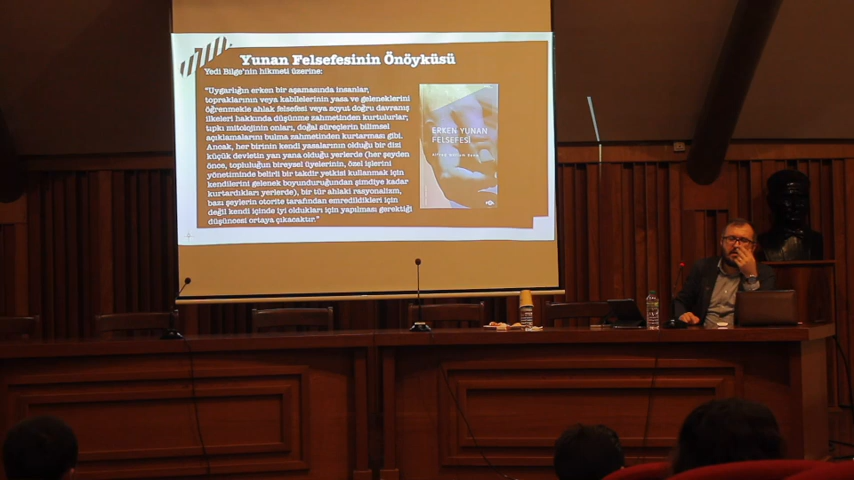 Yunan Felsefesinin Önöyküsü
Yedi Bilge'nin hikmeti üzerine:
"Uygarlığın erken bir aşamasında insanlar,
topraklarının veya kabilelerinin yasa ve geleneklerini
öğrenmekle ahlak felsefesi veya soyut doğru davranış
ilkeleri hakkında düşünme zahmetinden kurtulurlar;
tıpkı mitolojinin onları, doğal süreçlerin bilimsel
açıklamalarını bulma zahmetinden kurtarması gibi.
Ancak, her birinin kendi yasalarının olduğu bir dizi
küçük devletin yan yana olduğu yerlerde (her şeyden
önce, topluluğun bireysel üyelerinin, özel işlerini
yönetiminde belirli bir takdir yetkisi kullanmak için
kendilerini gelenek boyunduruğundan şimdiye kadar
kurtardıkları yerlerde), bir tür ahlaki rasyonalizm,
bazı şeylerin otorite tarafından emredildikleri için
değil kendi içinde iyi oldukları için yapılması gerektiği
düşüncesi ortaya çıkacaktır."
ERKEN YUNAN
FELSEFESİ
Alfred William Benn